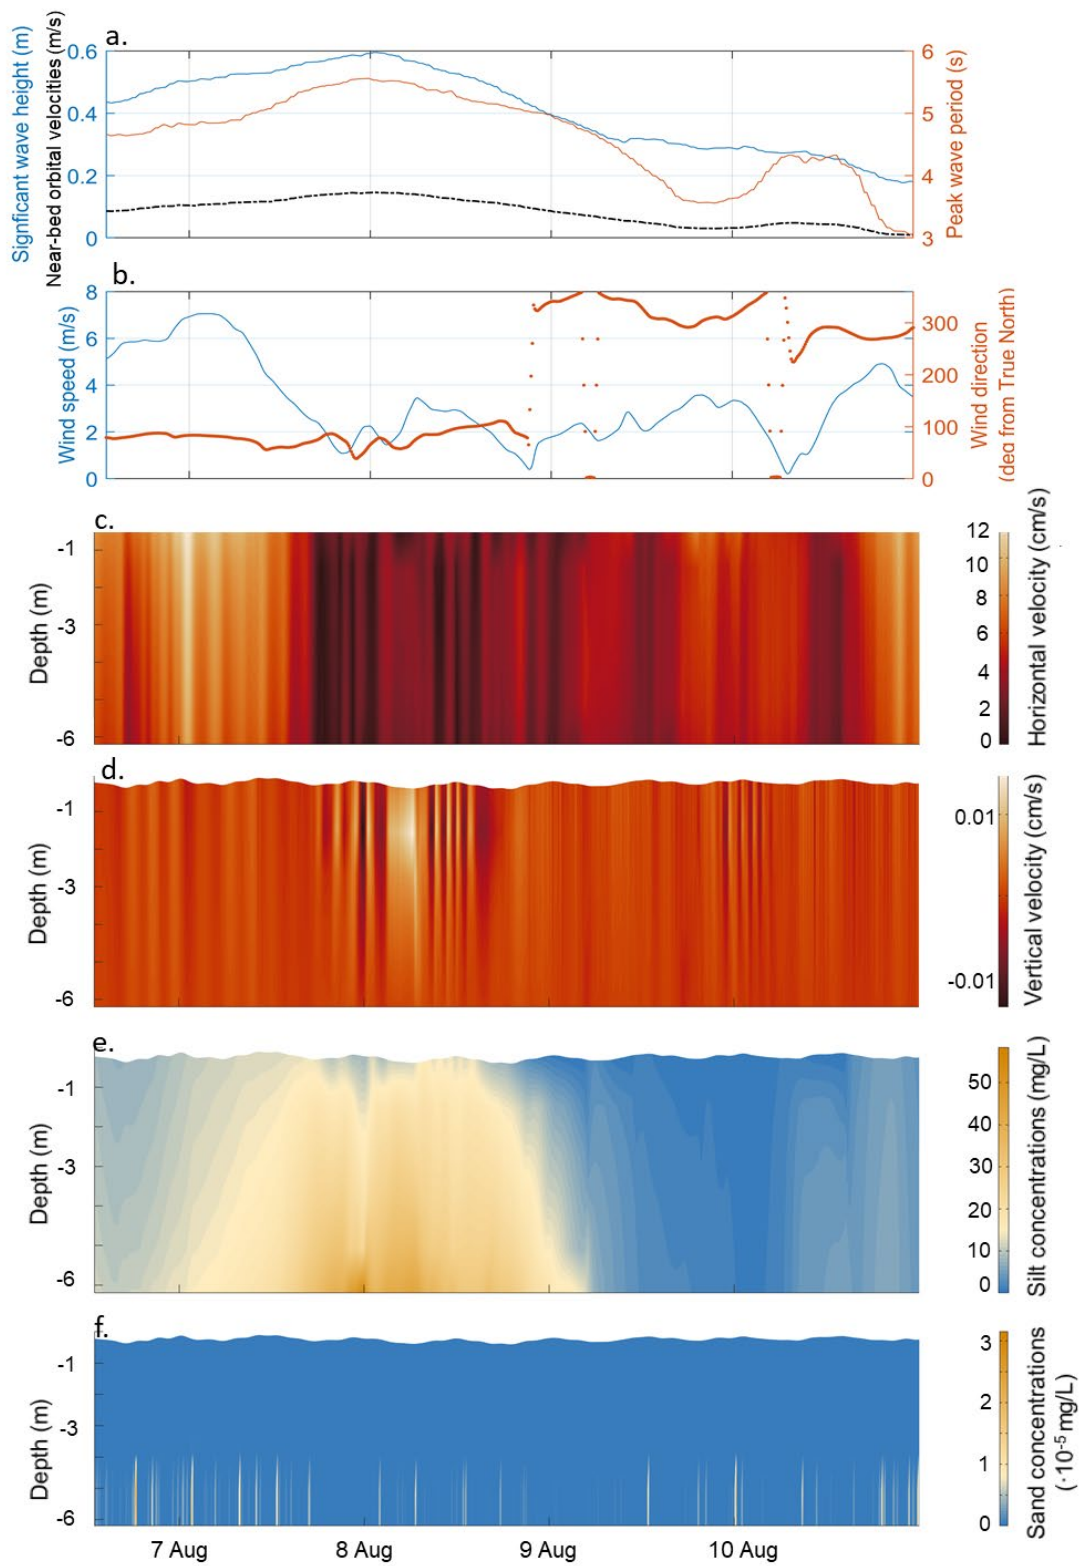 a.
Signficant wave height (m)
Near-bed orbital velocities (m/s)
0.6
0.4
0.2
0
6
5
4
3
Peak wave period (s)
b.
Wind speed (m/s)
8
6
4
2
0
300
200
100
0
Wind direction
(deg from True North)
c.
Depth (m)
-1
-3
-6
12
10
8
6
4
2
0
Horizontal velocity (cm/s)
d.
Depth (m)
-1
-3
-6
0.01
-0.01
Vertical velocity (cm/s)
e.
Depth (m)
-1
-3
-6
50
40
30
20
10
0
Silt concentrations (mg/L)
f.
Depth (m)
-1
-3
-6
3
2
1
0
Sand concentrations
(·10-5 mg/L)
7 Aug
8 Aug
9 Aug
10 Aug